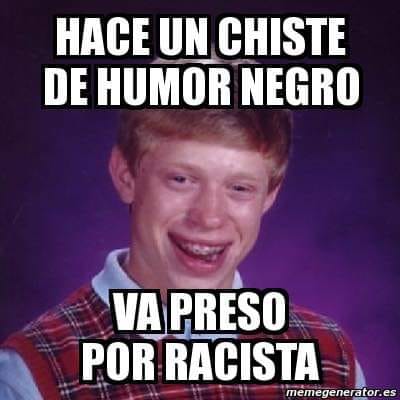 HACE UN CHISTE
DE HUMOR NEGRO
VA PRESO
POR RACISTA
memegenerator.es